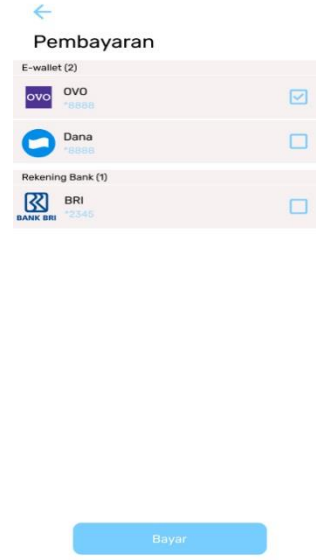 Pembayaran
E-wallet (2)
OVO OVO
*8888
Dana
*8888
Rekening Bank (1)
BRI
BANK BRI *2345
Bayar